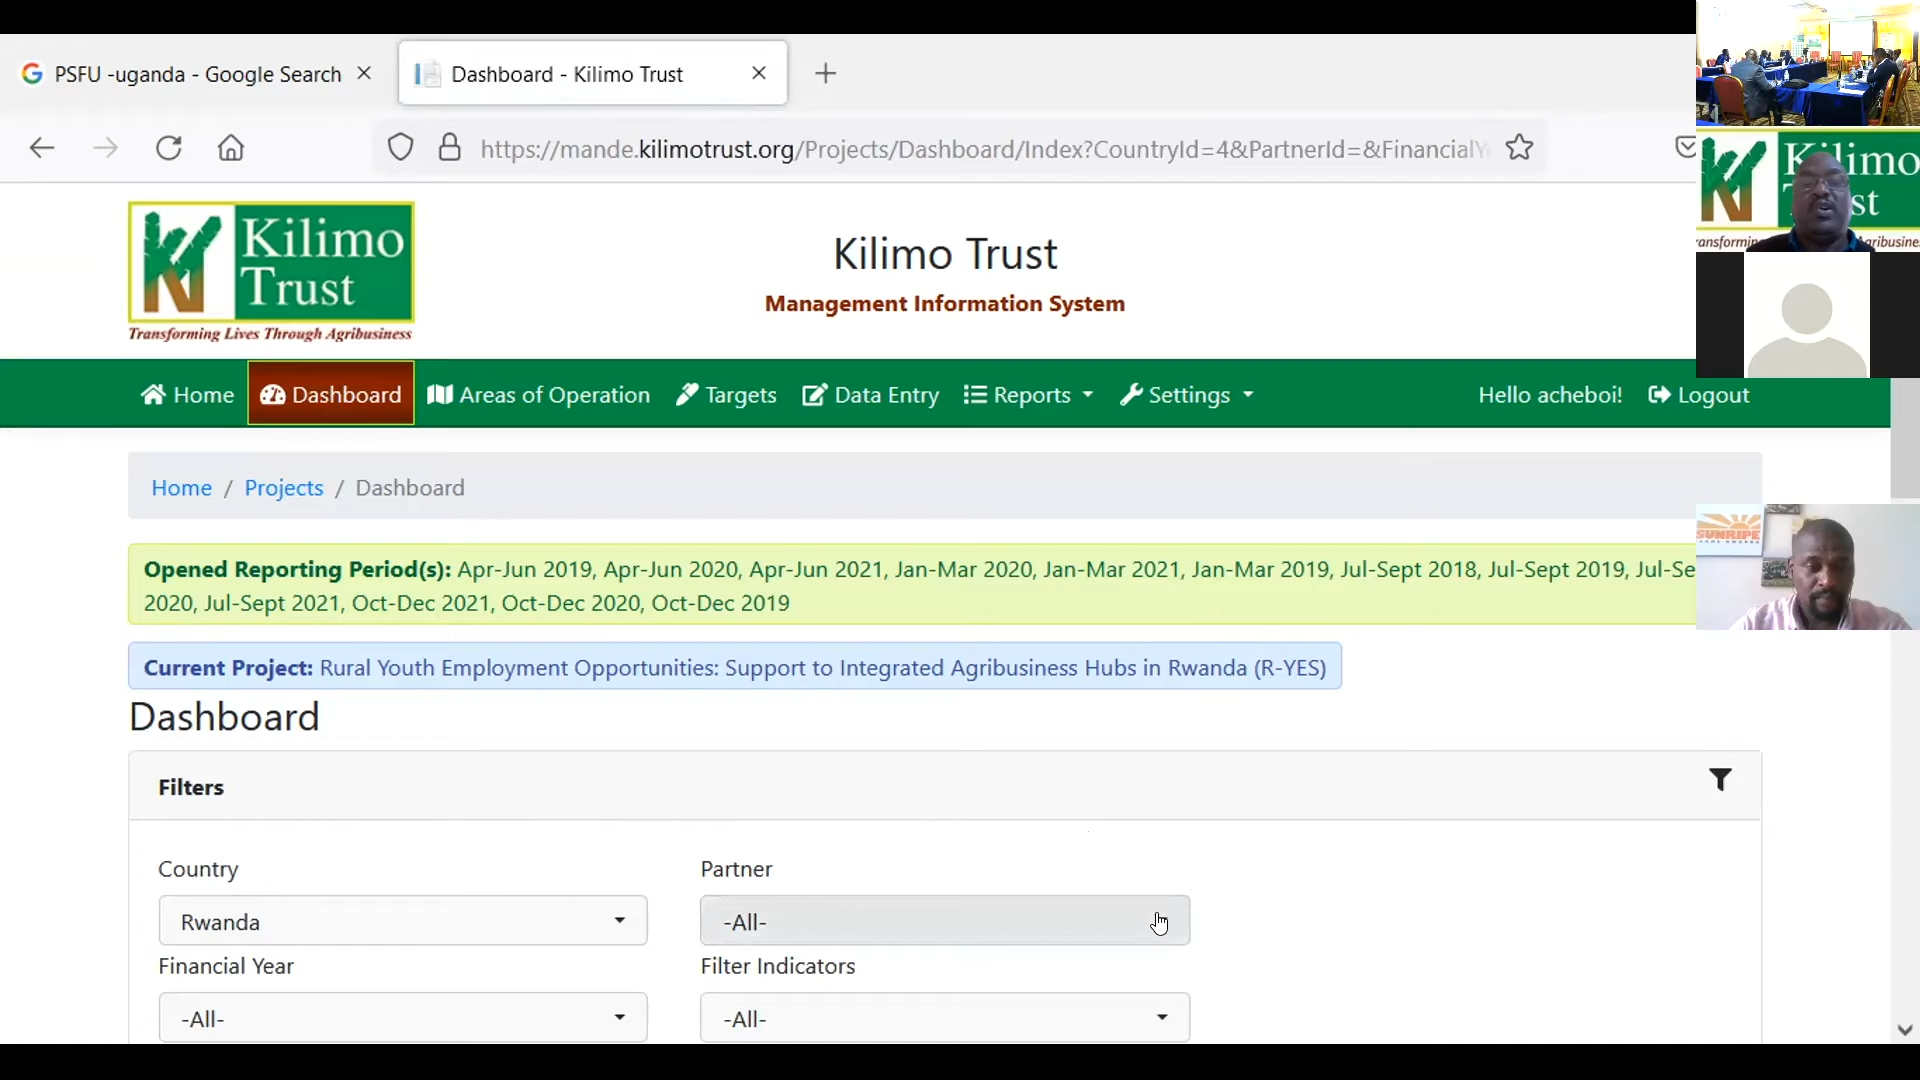 PSFU -uganda - Google Search
Dashboard - Kilimo Trust
https://mande.kilimotrust.org/Projects/Dashboard/Index?CountryId=4&PartnerId=&Financial
Kilimo
Trust
Transforming Lives Through Agribusiness
Kilimo Trust
Management Information System
Home
Dashboard
Areas of Operation
Targets
Data Entry
Reports
Settings
Hello acheboi!
Logout
Home / Projects / Dashboard
Opened Reporting Period(s): Apr-Jun 2019, Apr-Jun 2020, Apr-Jun 2021, Jan-Mar 2020, Jan-Mar 2021, Jan-Mar 2019, Jul-Sept 2018, Jul-Sept 2019, Jul-Se
2020, Jul-Sept 2021, Oct-Dec 2021, Oct-Dec 2020, Oct-Dec 2019
Current Project: Rural Youth Employment Opportunities: Support to Integrated Agribusiness Hubs in Rwanda (R-YES)
Dashboard
Filters
Country
Partner
Rwanda
-All-
Financial Year
Filter Indicators
-All-
-All-
Kilimo
st
SUNRIPE